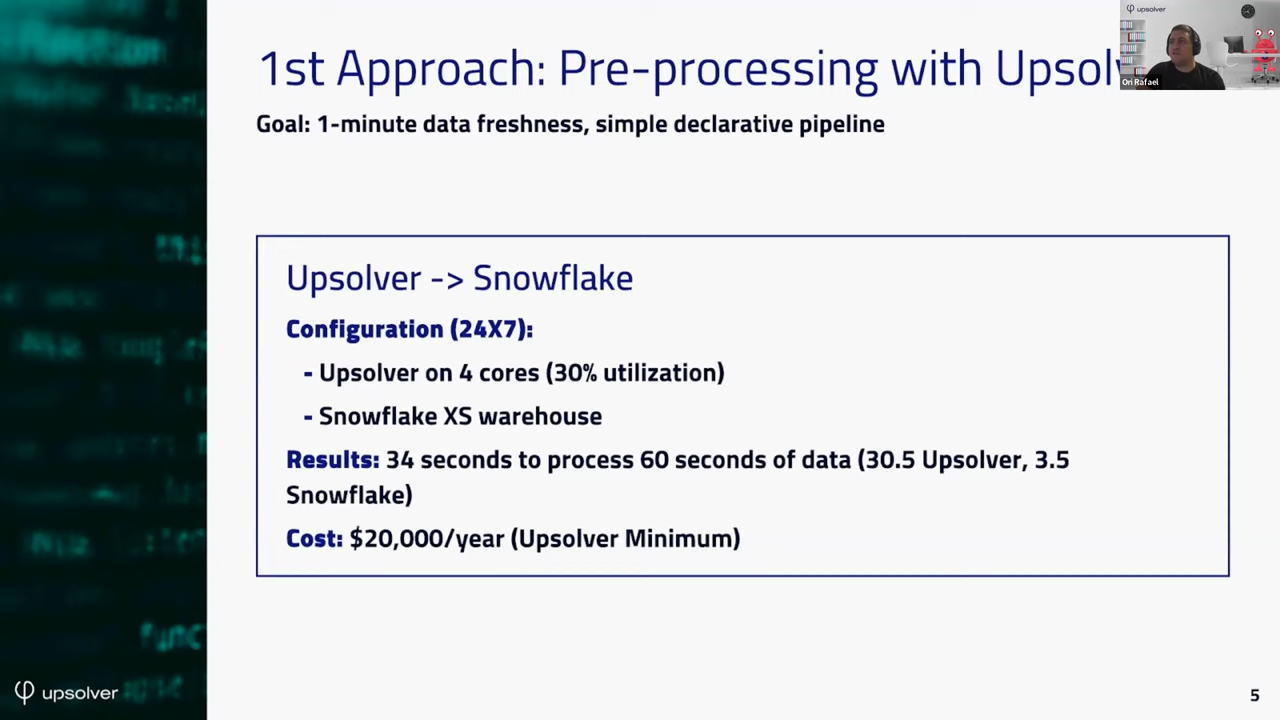 1st Approach: Pre-processing with Upsolv
Goal: 1-minute data freshness, simple declarative pipeline
upsolver
Ori Rafael
Upsolver -> Snowflake
Configuration (24X7):
- Upsolver on 4 cores (30% utilization)
- Snowflake XS warehouse
Results: 34 seconds to process 60 seconds of data (30.5 Upsolver, 3.5
Snowflake)
Cost: $20,000/year (Upsolver Minimum)
upsolver
5